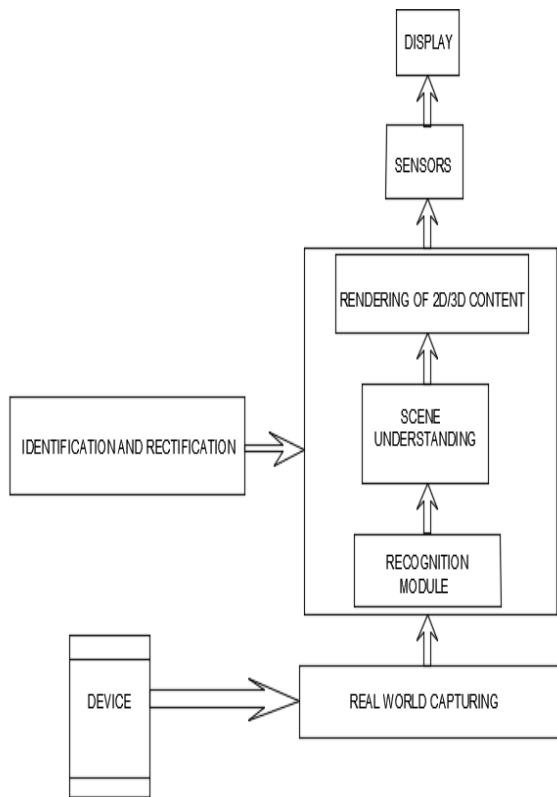 DISPLAY
SENSORS
RENDERING OF 2D/3D CONTENT
SCENE
UNDERSTANDING
IDENTIFICATION AND RECTIFICATION
RECOGNITION
MODULE
DEVICE
REAL WORLD CAPTURING